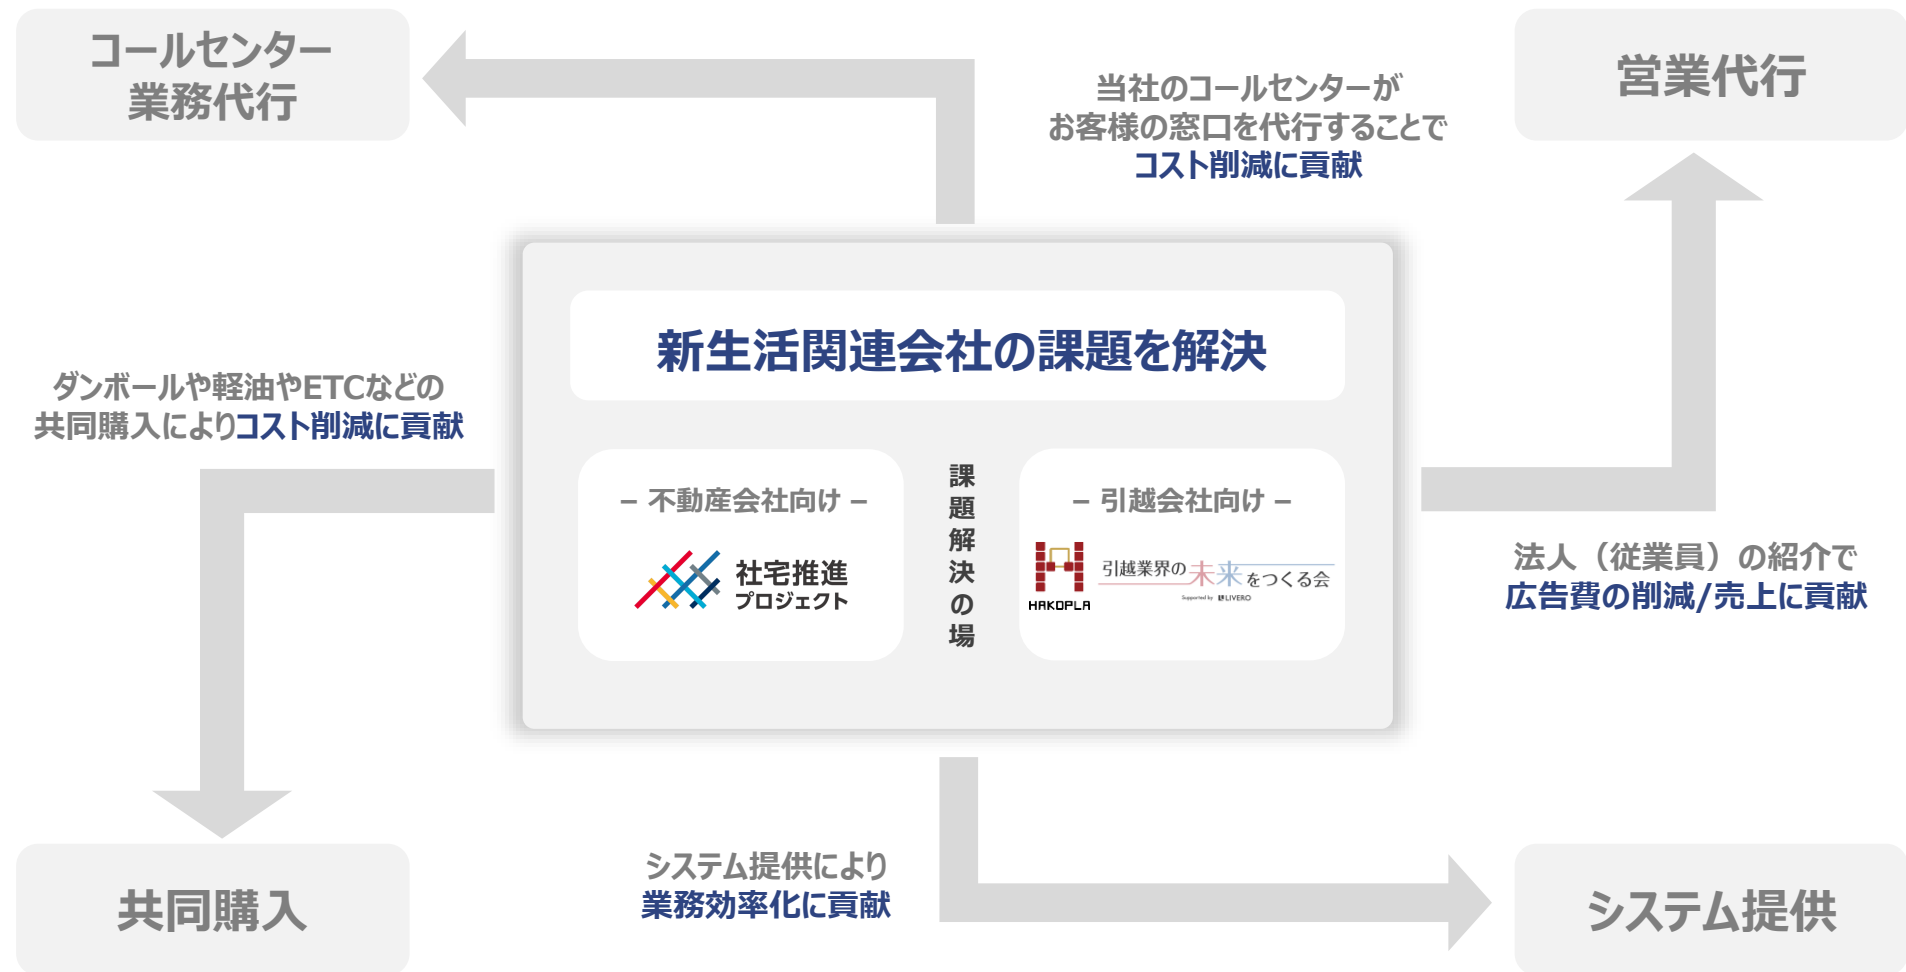 コールセンター
業務代行
当社のコールセンターが
お客様の窓口を代行することで
コスト削減に貢献
営業代行
新生活関連会社の課題を解決
ダンボールや軽油やETCなどの
共同購入によりコスト削減に貢献
– 不動産会社向け –
社宅推進
プロジェクト
課題解決の場
– 引越会社向け –
HAKOPLA
引越業界の未来をつくる会
Supported by LIVERO
法人（従業員）の紹介で
広告費の削減/売上に貢献
システム提供により
業務効率化に貢献
共同購入
システム提供